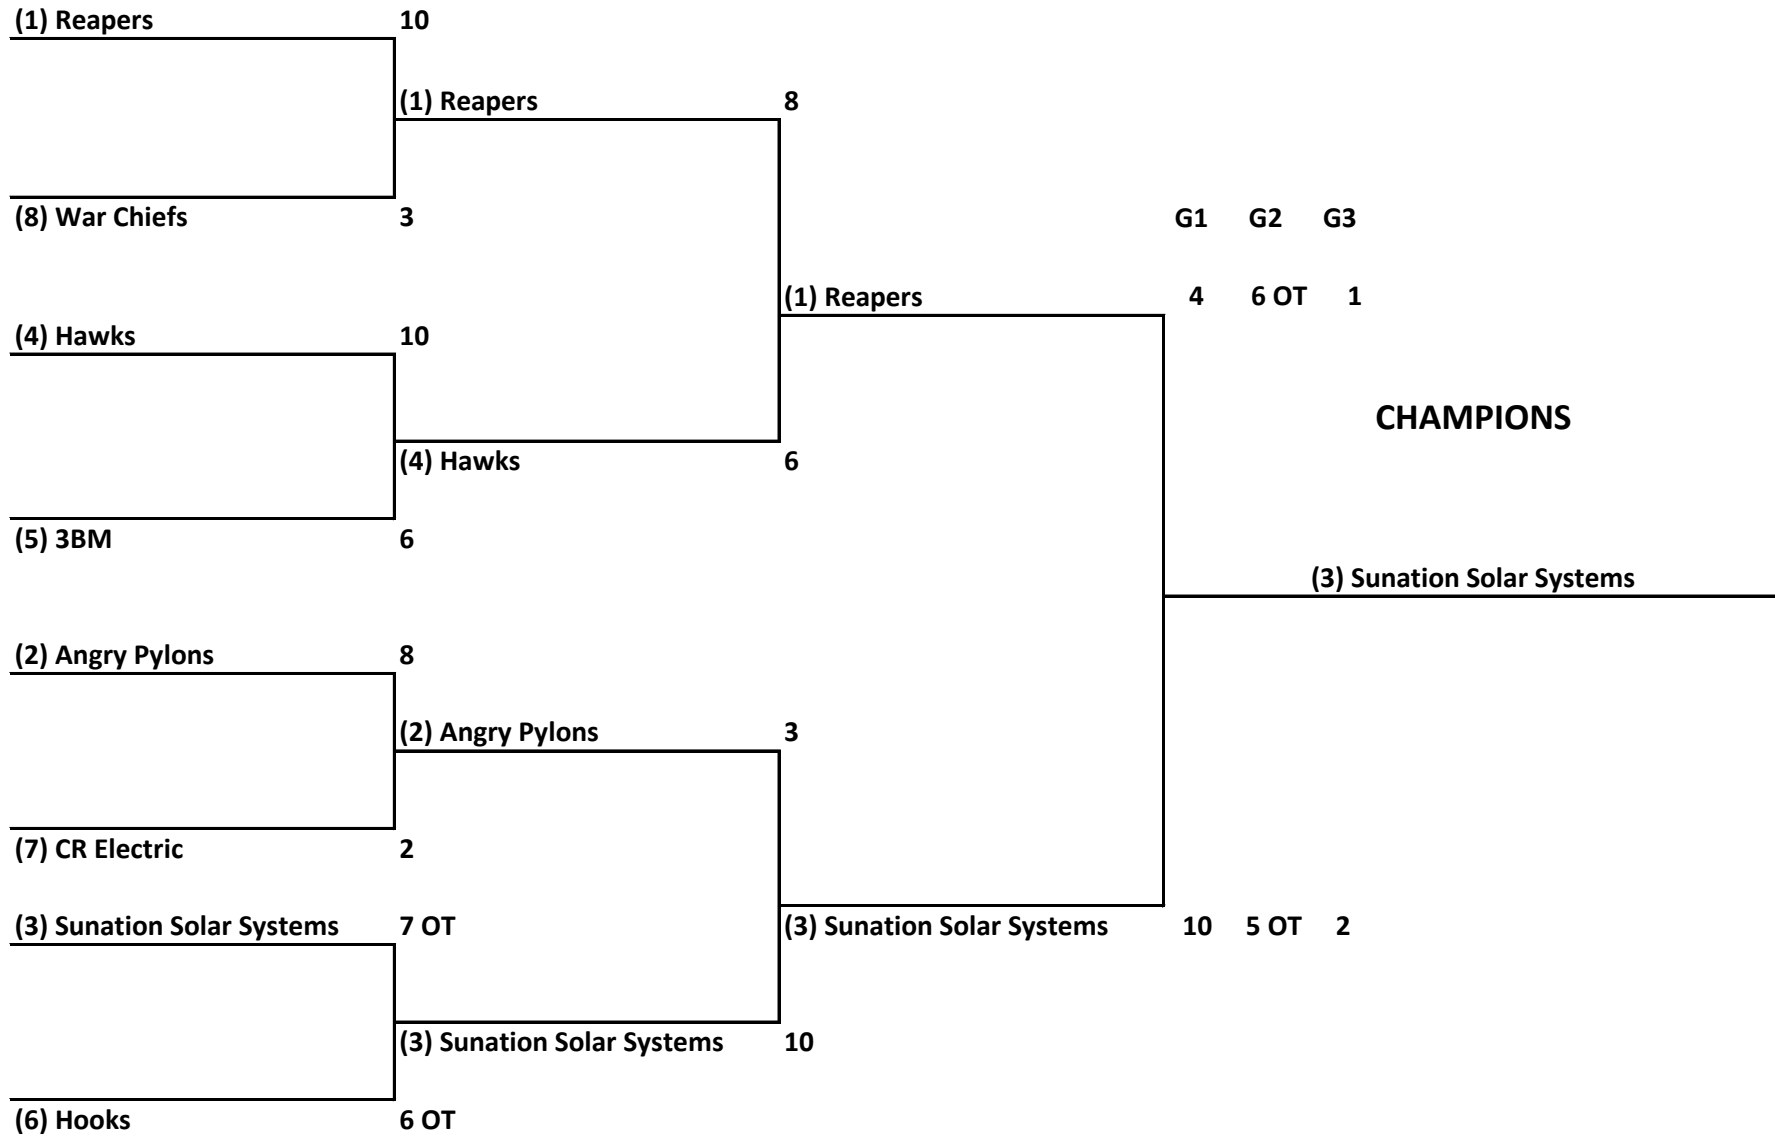 (1) Reapers 10
(1) Reapers 8
(8) War Chiefs 3
G1 G2 G3
(1) Reapers 4 6 OT 1
(4) Hawks 10
CHAMPIONS
(4) Hawks 6
(5) 3BM 6
(3) Sunation Solar Systems
(2) Angry Pylons 8
(2) Angry Pylons 3
(7) CR Electric 2
(3) Sunation Solar Systems 7 OT
(3) Sunation Solar Systems 10 5 OT 2
(3) Sunation Solar Systems 10
(6) Hooks 6 OT